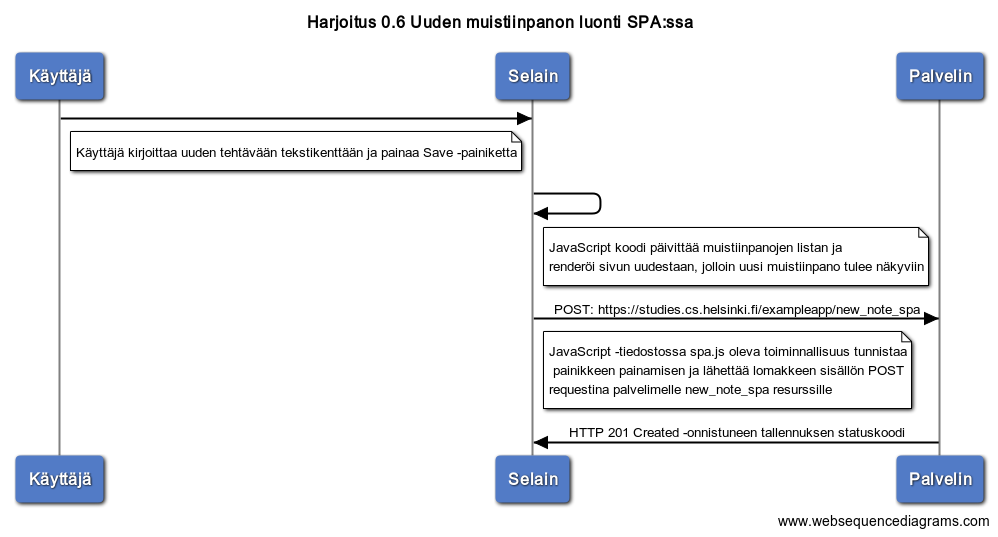 Harjoitus 0.6 Uuden muistiinpanon luonti SPA:ssa
Käyttäjä
Selain
Palvelin
Käyttäjä kirjoittaa uuden tehtävään tekstikenttään ja painaa Save -painiketta
JavaScript koodi päivittää muistiinpanojen listan ja
renderöi sivun uudestaan, jolloin uusi muistiinpano tulee näkyviin
POST: https://studies.cs.helsinki.fi/exampleapp/new_note_spa
JavaScript -tiedostossa spa.js oleva toiminnallisuus tunnistaa
painikkeen painamisen ja lähettää lomakkeen sisällön POST
requestina palvelimelle new_note_spa resurssille
HTTP 201 Created -onnistuneen tallennuksen statuskoodi
Käyttäjä
Selain
Palvelin
www.websequencediagrams.com